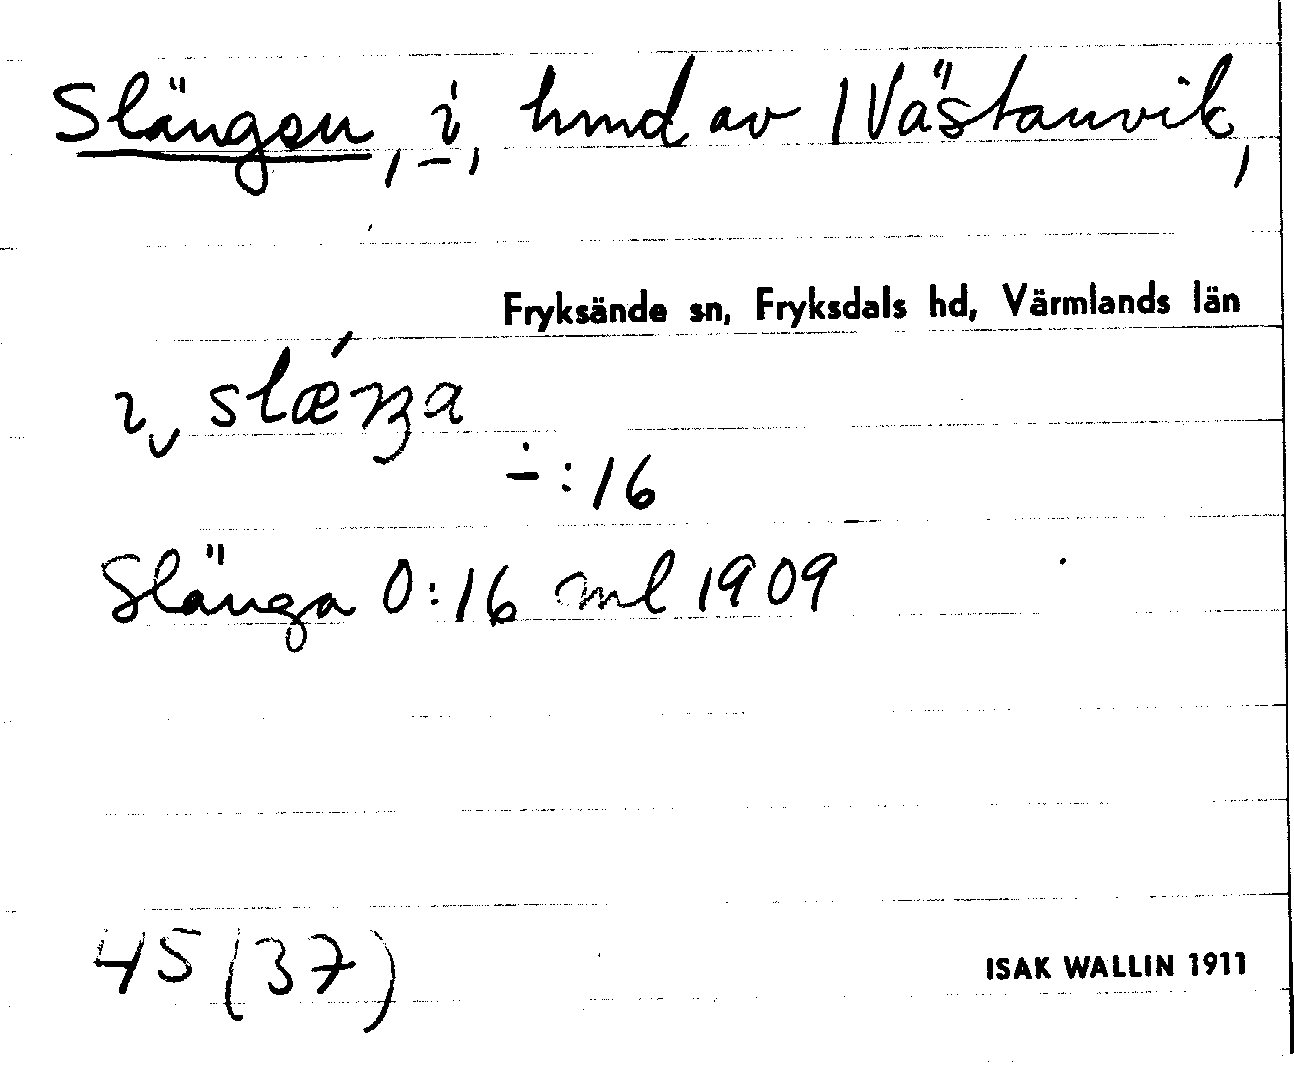 Slängen, i, hmd av 1 Västanvik,
Fryksände sn, Fryksdals hd, Värmlands län
slǽŋa
÷ : 16
Slänga 0:16 ml 1909
45 (37)
ISAK WALLIN 1911